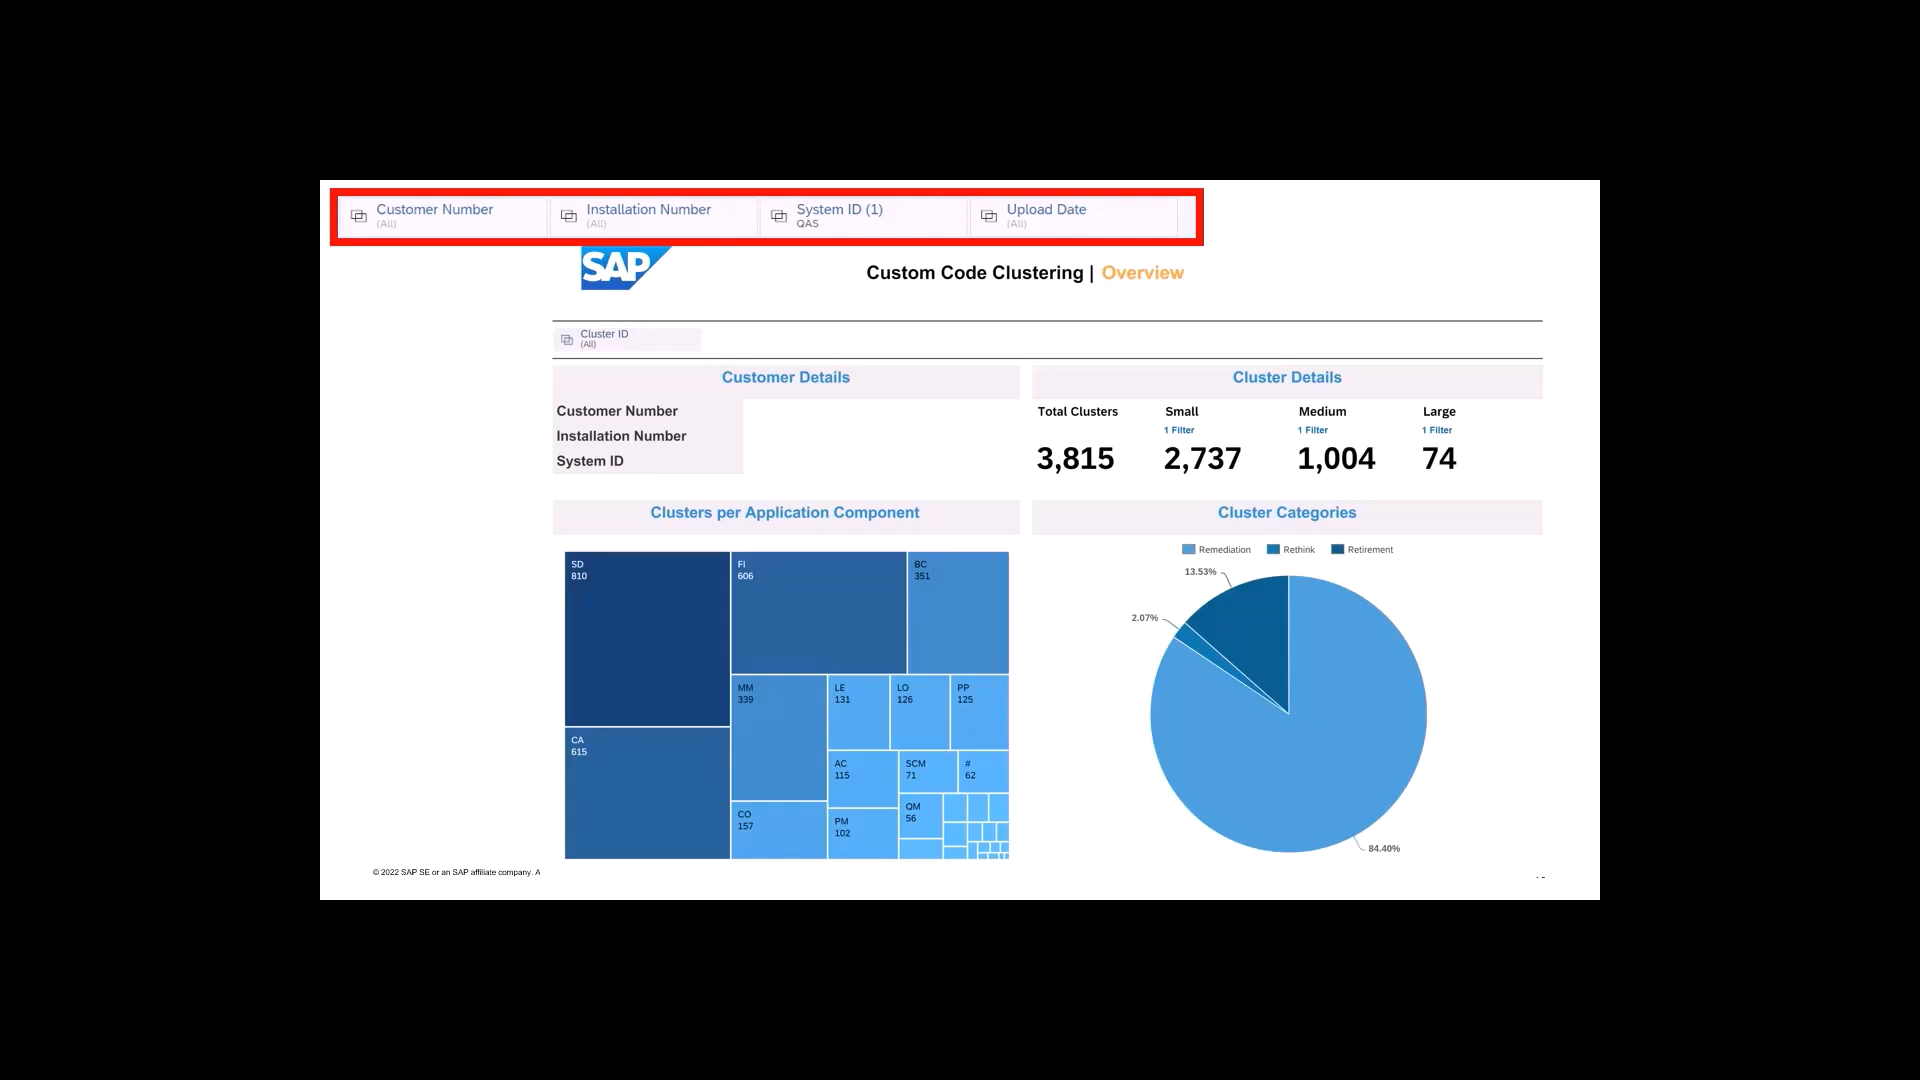 Customer Number
(All)
Installation Number
(All)
System ID (1)
QAS
Upload Date
(All)
SAP
Custom Code Clustering | Overview
Cluster ID
(All)
Customer Details
Customer Number
Installation Number
System ID
Cluster Details
Total Clusters
3,815
Small
1 Filter
2,737
Medium
1 Filter
1,004
Large
1 Filter
74
Clusters per Application Component
SD
810
FI
606
BC
351
CA
615
MM
339
LE
131
LO
126
PP
125
AC
115
SCM
71
#
62
CO
157
PM
102
QM
56
Cluster Categories
Remediation
Rethink
Retirement
13.53%
2.07%
84.40%
© 2022 SAP SE or an SAP affiliate company. A